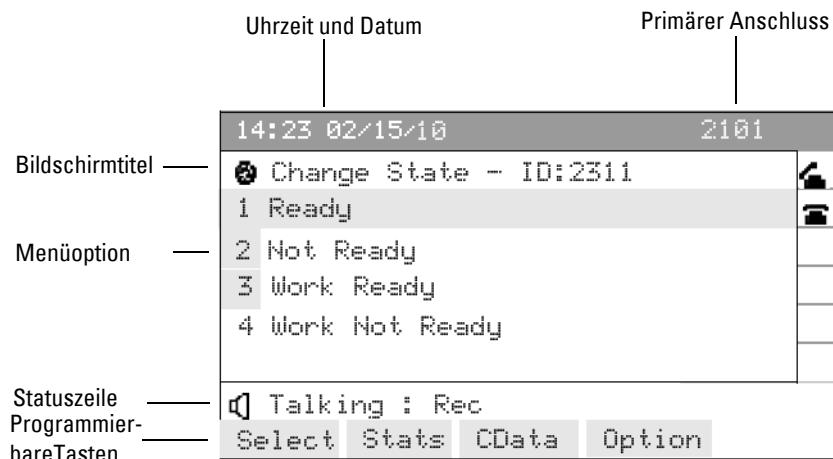 Uhrzeit und Datum
Primärer Anschluss
14:23 02/15/10 2101
Bildschirmtitel
Change State - ID:2311
1 Ready
Menüoption
2 Not Ready
3 Work Ready
4 Work Not Ready
Statuszeile
Talking : Rec
Programmier-
bareTasten
Select Stats CData Option